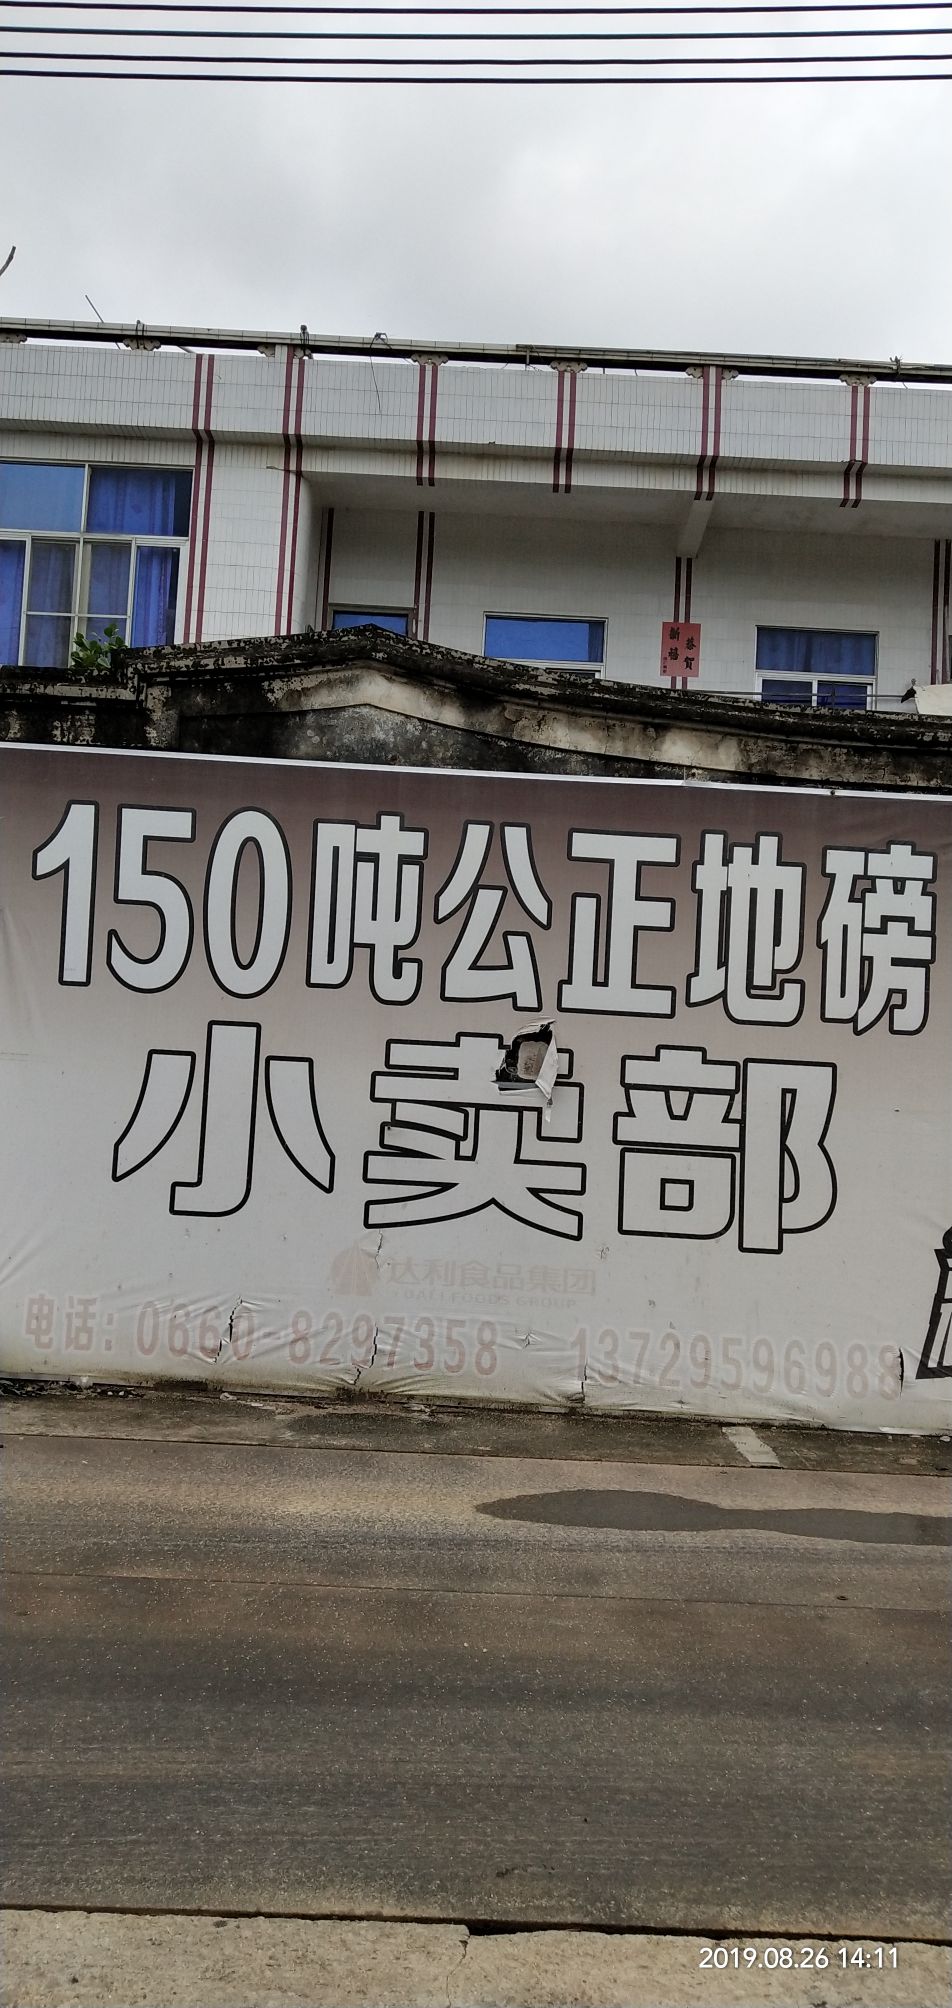 恭贺
新禧
150吨公正地磅
小卖部
达利食品集团
DALI FOODS GROUP
电话：0660-8297358 13729596988
2019.08.26 14:11